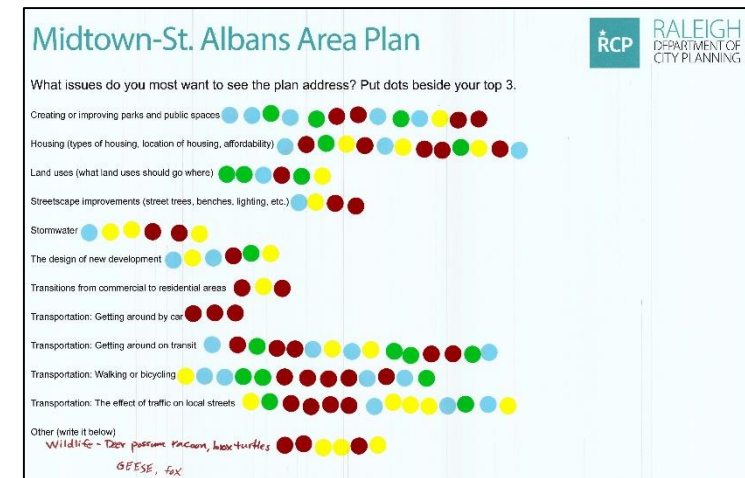 Midtown-St. Albans Area Plan
RCP
RALEIGH
DEPARTMENT OF
CITY PLANNING
What issues do you most want to see the plan address? Put dots beside your top 3.
Creating or improving parks and public spaces
Housing (types of housing, location of housing, affordability)
Land uses (what land uses should go where)
Streetscape improvements (street trees, benches, lighting, etc.)
Stormwater
The design of new development
Transitions from commercial to residential areas
Transportation: Getting around by car
Transportation: Getting around on transit
Transportation: Walking or bicycling
Transportation: The effect of traffic on local streets
Other (write it below)
Wildlife - Deer possum racoon, box turtles
GEESE, fox